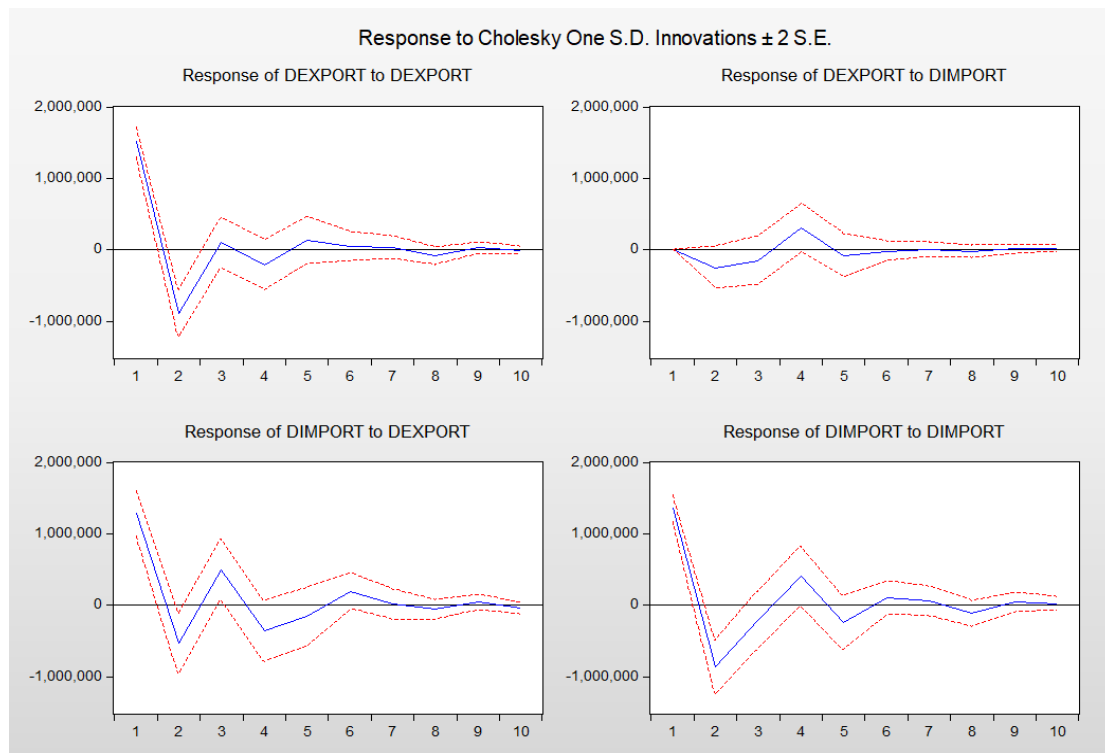 Response to Cholesky One S.D. Innovations ± 2 S.E.
Response of DEXPORT to DEXPORT
2,000,000
1,000,000
0
-1,000,000
1 2 3 4 5 6 7 8 9 10
Response of DEXPORT to DIMPORT
2,000,000
1,000,000
0
-1,000,000
1 2 3 4 5 6 7 8 9 10
Response of DIMPORT to DEXPORT
2,000,000
1,000,000
0
-1,000,000
1 2 3 4 5 6 7 8 9 10
Response of DIMPORT to DIMPORT
2,000,000
1,000,000
0
-1,000,000
1 2 3 4 5 6 7 8 9 10